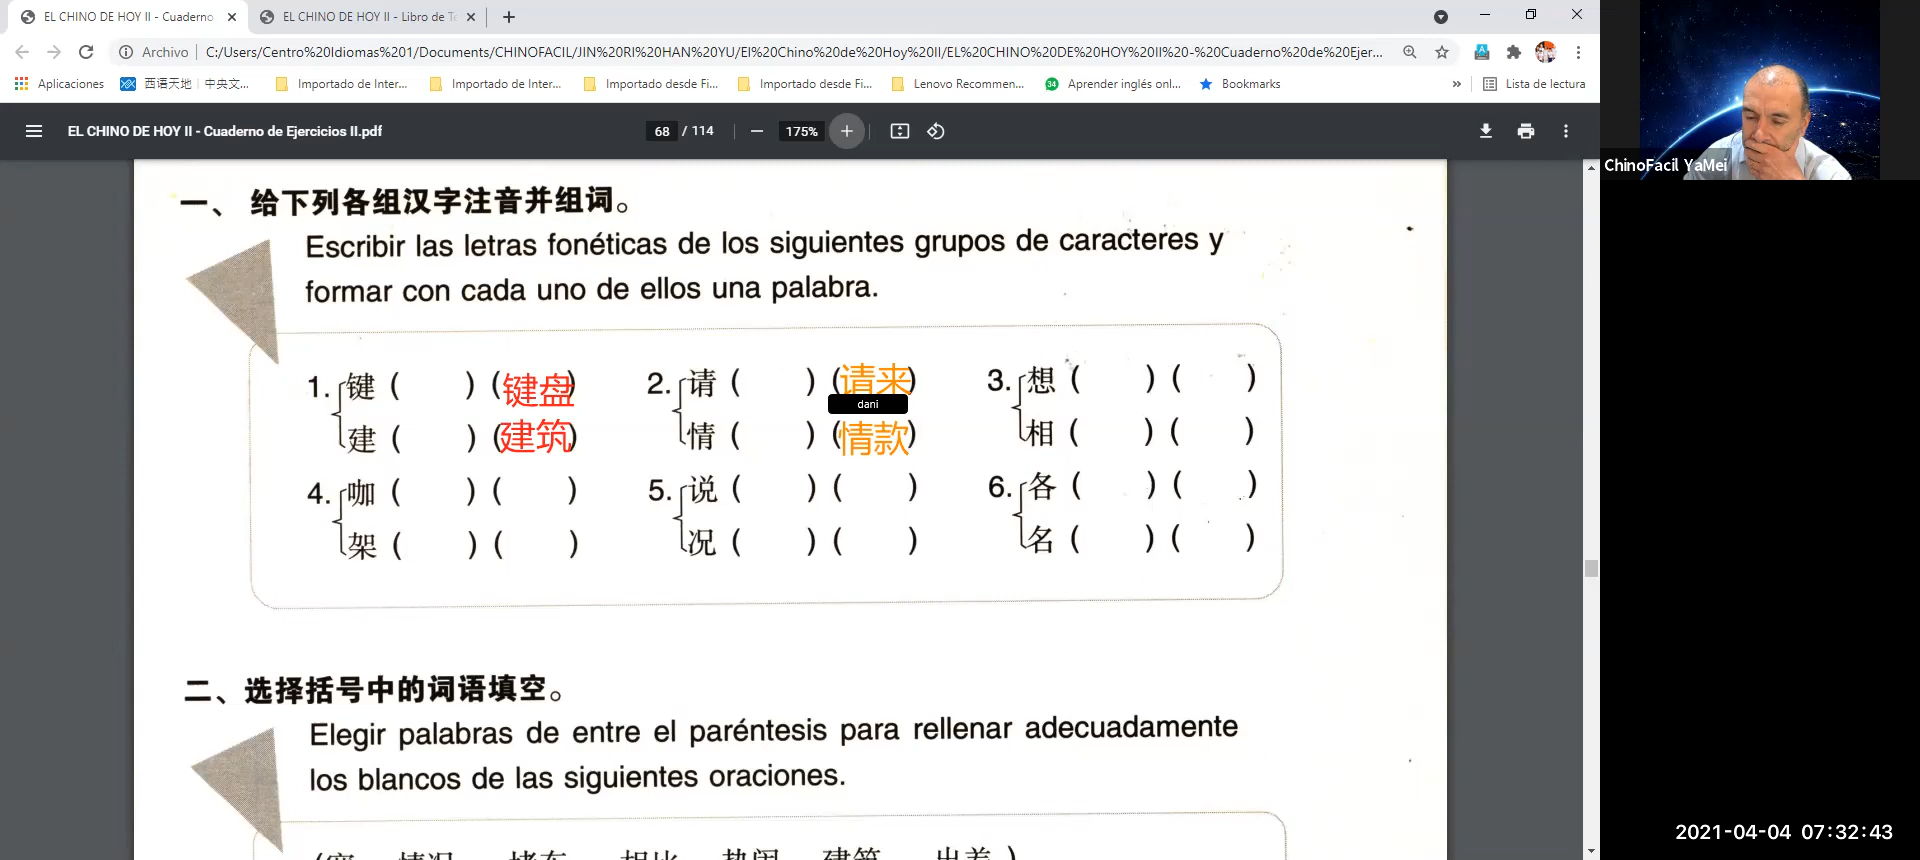 EL CHINO DE HOY II - Cuaderno
EL CHINO DE HOY II - Libro de Te
Archivo
C:/Users/Centro%20Idiomas%201/Documents/CHINOFACIL/JIN%20RI%20HAN%20YU/El%20Chino%20de%20Hoy%20II/EL%20CHINO%20DE%20HOY%20II%20-%20Cuaderno%20de%20Ejer...
Aplicaciones
西语天地 | 中央文...
Importado de Inter...
Importado de Inter...
Importado desde Fi...
Importado desde Fi...
Lenovo Recommen...
34
Aprender inglés onl...
Bookmarks
»
Lista de lectura
EL CHINO DE HOY II - Cuaderno de Ejercicios II.pdf
68 / 114
175%
ChinoFacil YaMei
一、给下列各组汉字注音并组词。
Escribir las letras fonéticas de los siguientes grupos de caracteres y
formar con cada uno de ellos una palabra.
1. 键 ( ) (键盘) 2. 请 ( ) (请来) 3. 想 ( ) ( )
dani
建 ( ) (建筑) 情 ( ) (情款) 相 ( ) ( )
4. 咖 ( ) ( ) 5. 说 ( ) ( ) 6. 各 ( ) ( )
架 ( ) ( ) 况 ( ) ( ) 名 ( ) ( )
二、选择括号中的词语填空。
Elegir palabras de entre el paréntesis para rellenar adecuadamente
los blancos de las siguientes oraciones.
2021-04-04 07:32:43